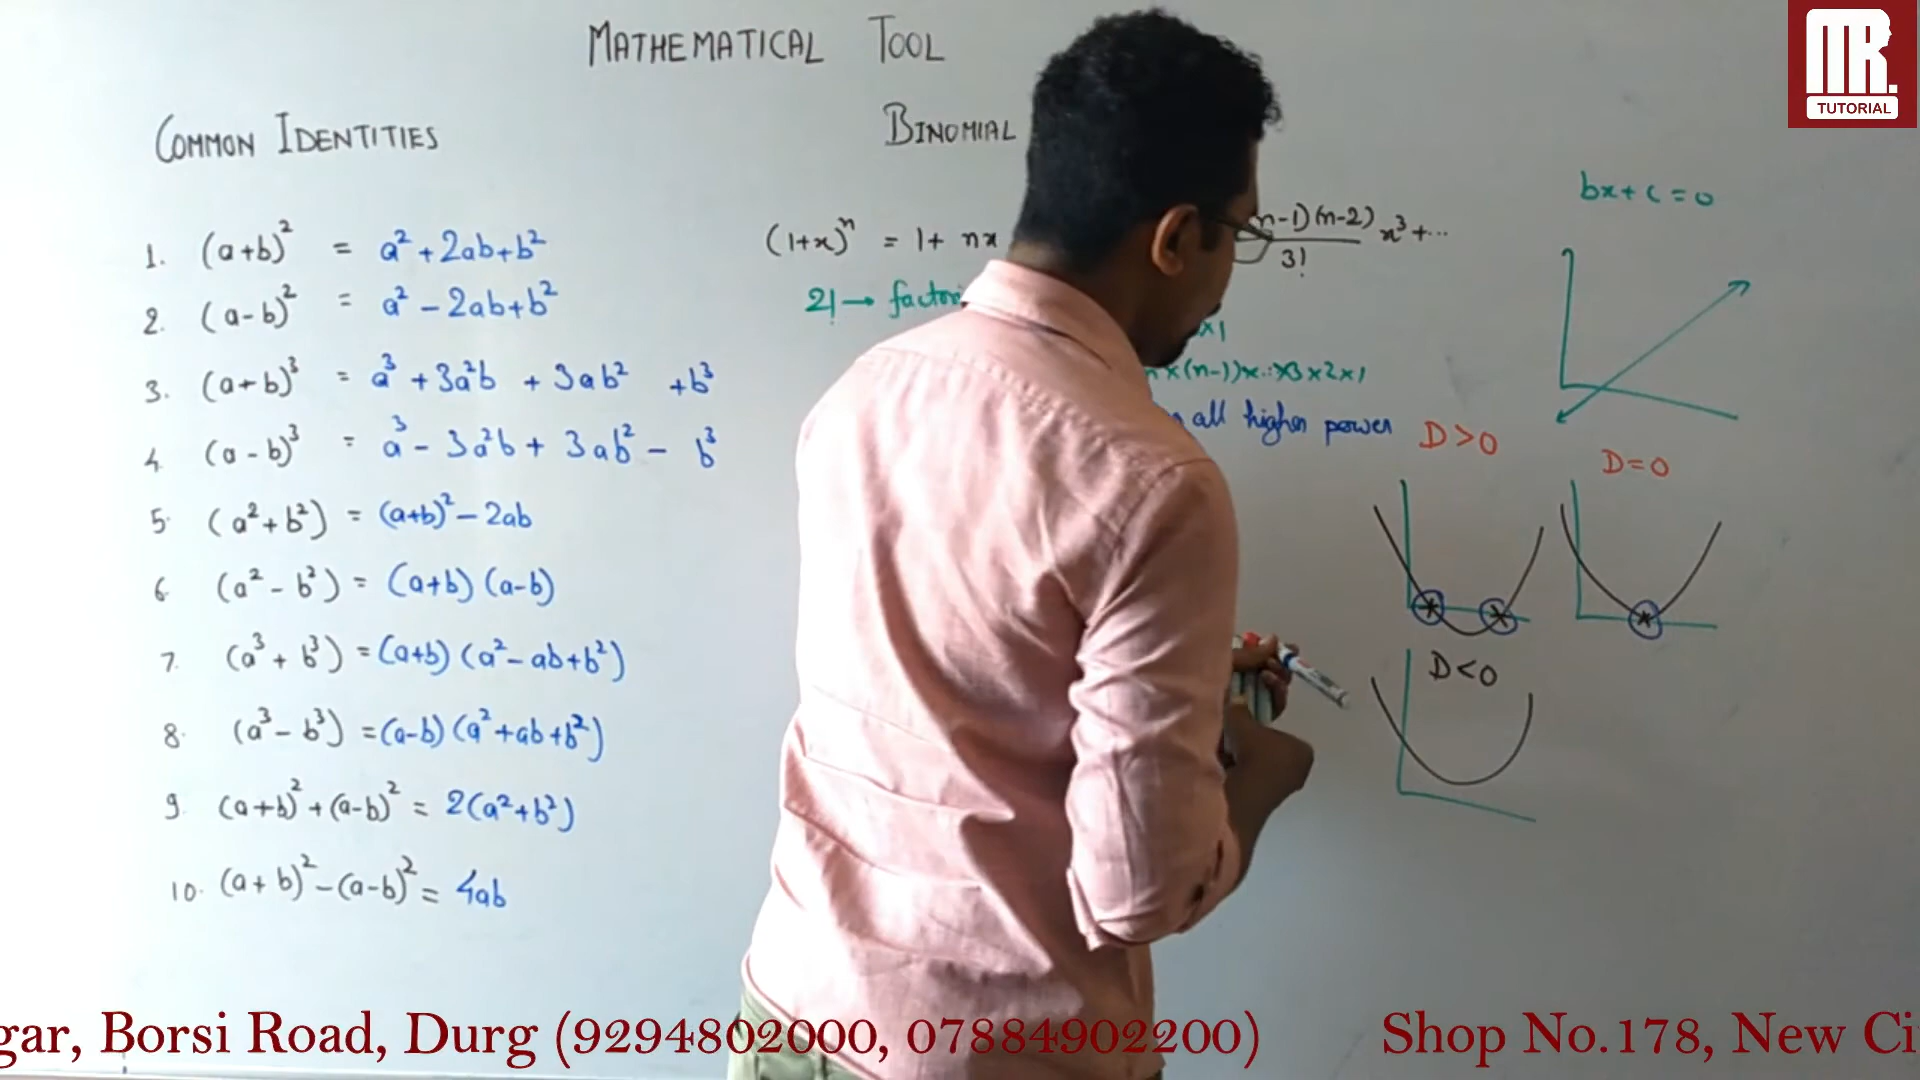 MATHEMATICAL TOOL
MR.
TUTORIAL
COMMON IDENTITIES
1. (a+b)² = a²+2ab+b²
2. (a-b)² = a²-2ab+b²
3. (a+b)³ = a³+3a²b+3ab²+b³
4. (a-b)³ = a³-3a²b+3ab²-b³
5. (a²+b²) = (a+b)²-2ab
6. (a²-b²) = (a+b)(a-b)
7. (a³+b³) = (a+b)(a²-ab+b²)
8. (a³-b³) = (a-b)(a²+ab+b²)
9. (a+b)²+(a-b)² = 2(a²+b²)
10. (a+b)²-(a-b)² = 4ab
BINOMIAL
(1+x)ⁿ = 1+ nx n-1)(n-2) x³+...
3!
2! →
x1
x(n-1))x..x3x2x1
all higher power
bx+c=0
D>0
D=0
D<0
gar, Borsi Road, Durg (9294802000, 07884902200) Shop No.178, New Ci